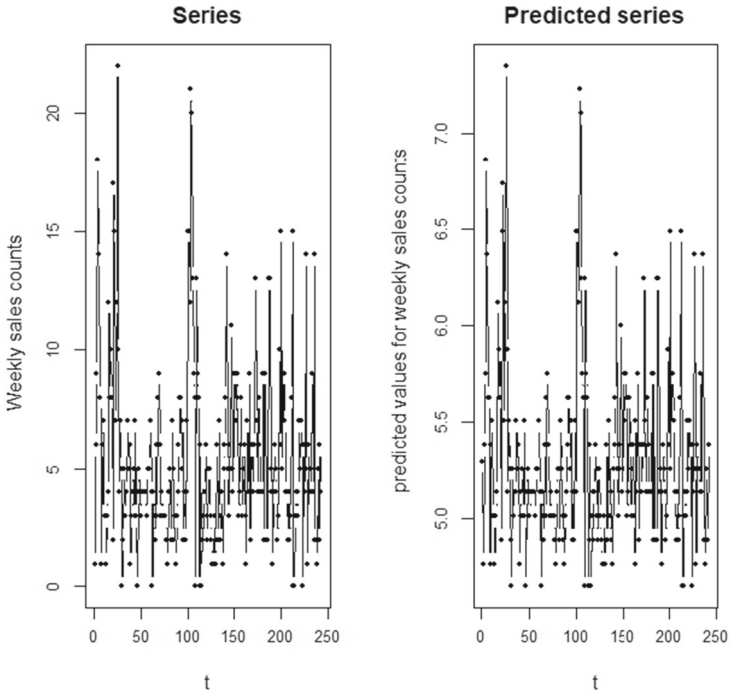 Series
Weekly sales counts
20
15
10
5
0
0 50 100 150 200 250
t
Predicted series
predicted values for weekly sales counts
7.0
6.5
6.0
5.5
5.0
0 50 100 150 200 250
t